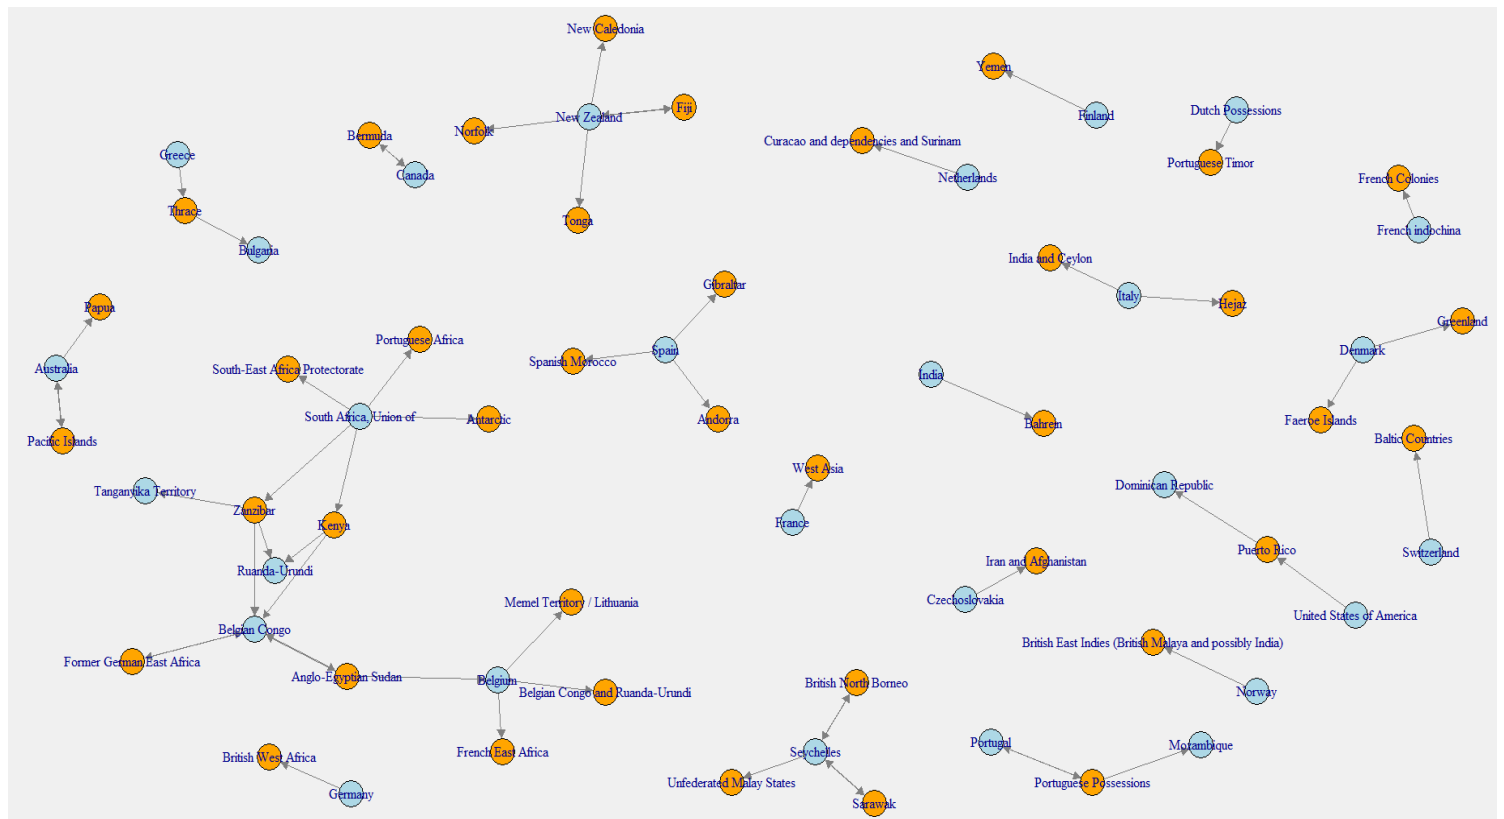 New Caledonia
Yemen
Fiji
Dutch Possessions
New Zealand
Finland
Norfolk
Bermuda
Curacao and dependencies and Surinam
Greece
Portuguese Timor
Canada
Netherlands
French Colonies
Thrace
Tonga
French indochina
Bulgaria
India and Ceylon
Gibraltar
Italy
Hejaz
Papua
Greenland
Portuguese Africa
Spain
Denmark
Spanish Morocco
South-East Africa Protectorate
Australia
India
South Africa, Union of
Antarctic
Andorra
Faeroe Islands
Bahrein
Baltic Countries
Pacific Islands
West Asia
Dominican Republic
Tanganyika Territory
Zanzibar
France
Kenya
Puerto Rico
Switzerland
Iran and Afghanistan
Ruanda-Urundi
Czechoslovakia
Memel Territory / Lithuania
United States of America
Belgian Congo
British East Indies (British Malaya and possibly India)
Former German East Africa
Anglo-Egyptian Sudan
Belgium
British North Borneo
Belgian Congo and Ruanda-Urundi
Norway
Portugal
Mozambique
French East Africa
Seychelles
British West Africa
Unfederated Malay States
Portuguese Possessions
Germany
Sarawak